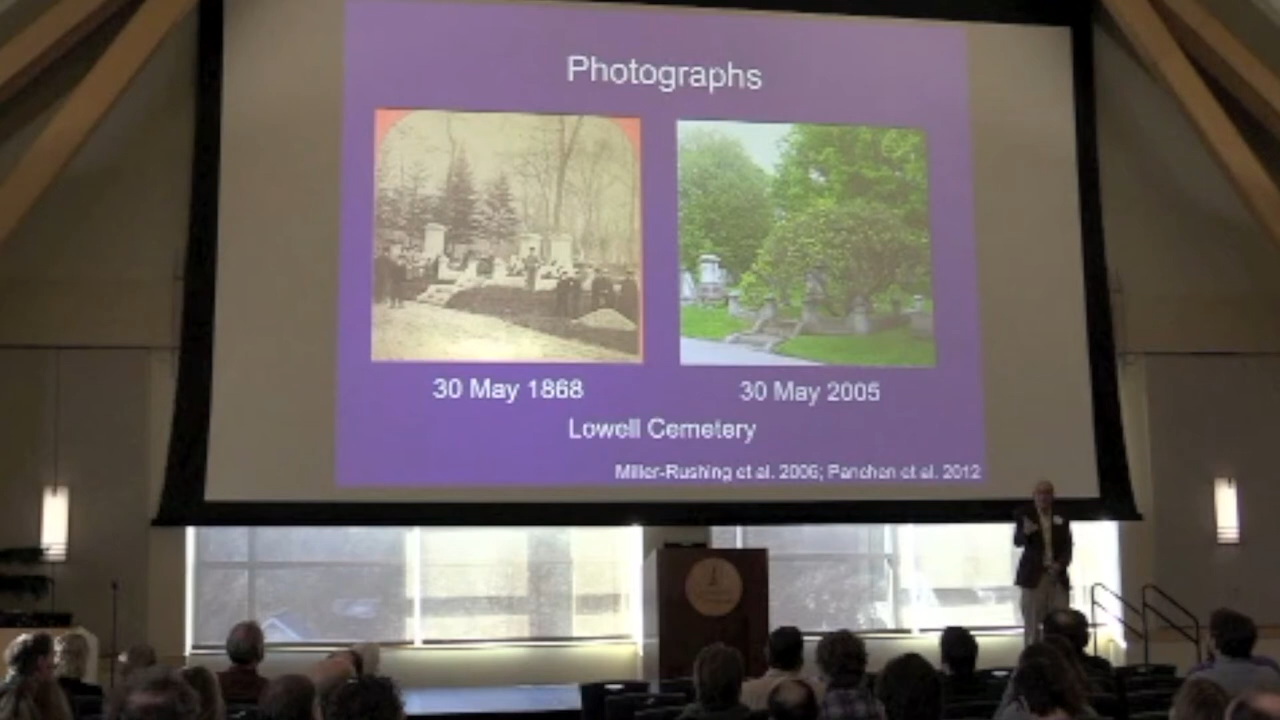 Photographs
30 May 1868
30 May 2005
Lowell Cemetery
Miller-Rushing et al. 2006; Panchen et al. 2012